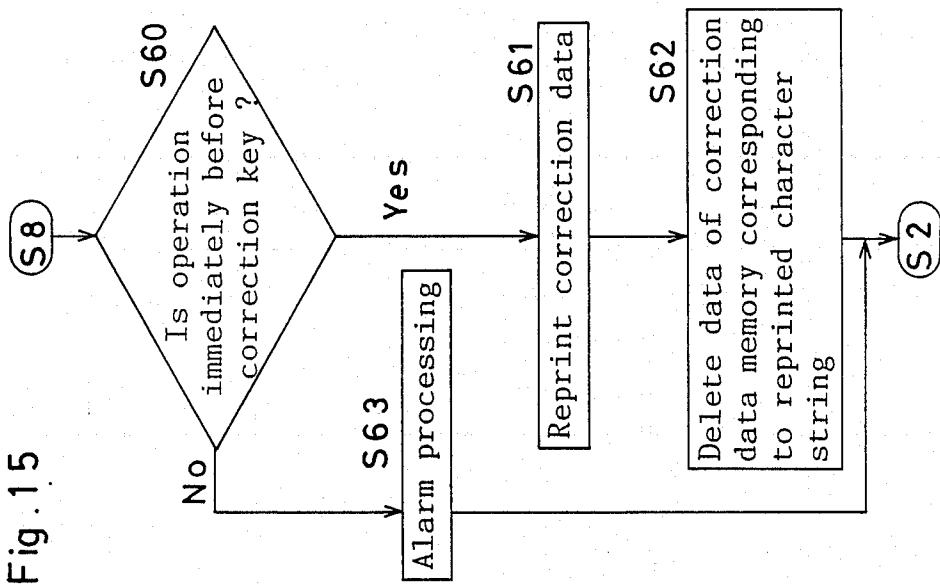 Fig.15
S8
S60
Is operation
immediately before
correction key ?
No
Yes
S63
Alarm processing
S61
Reprint correction data
S62
Delete data of correction
data memory corresponding
to reprinted character
string
S2